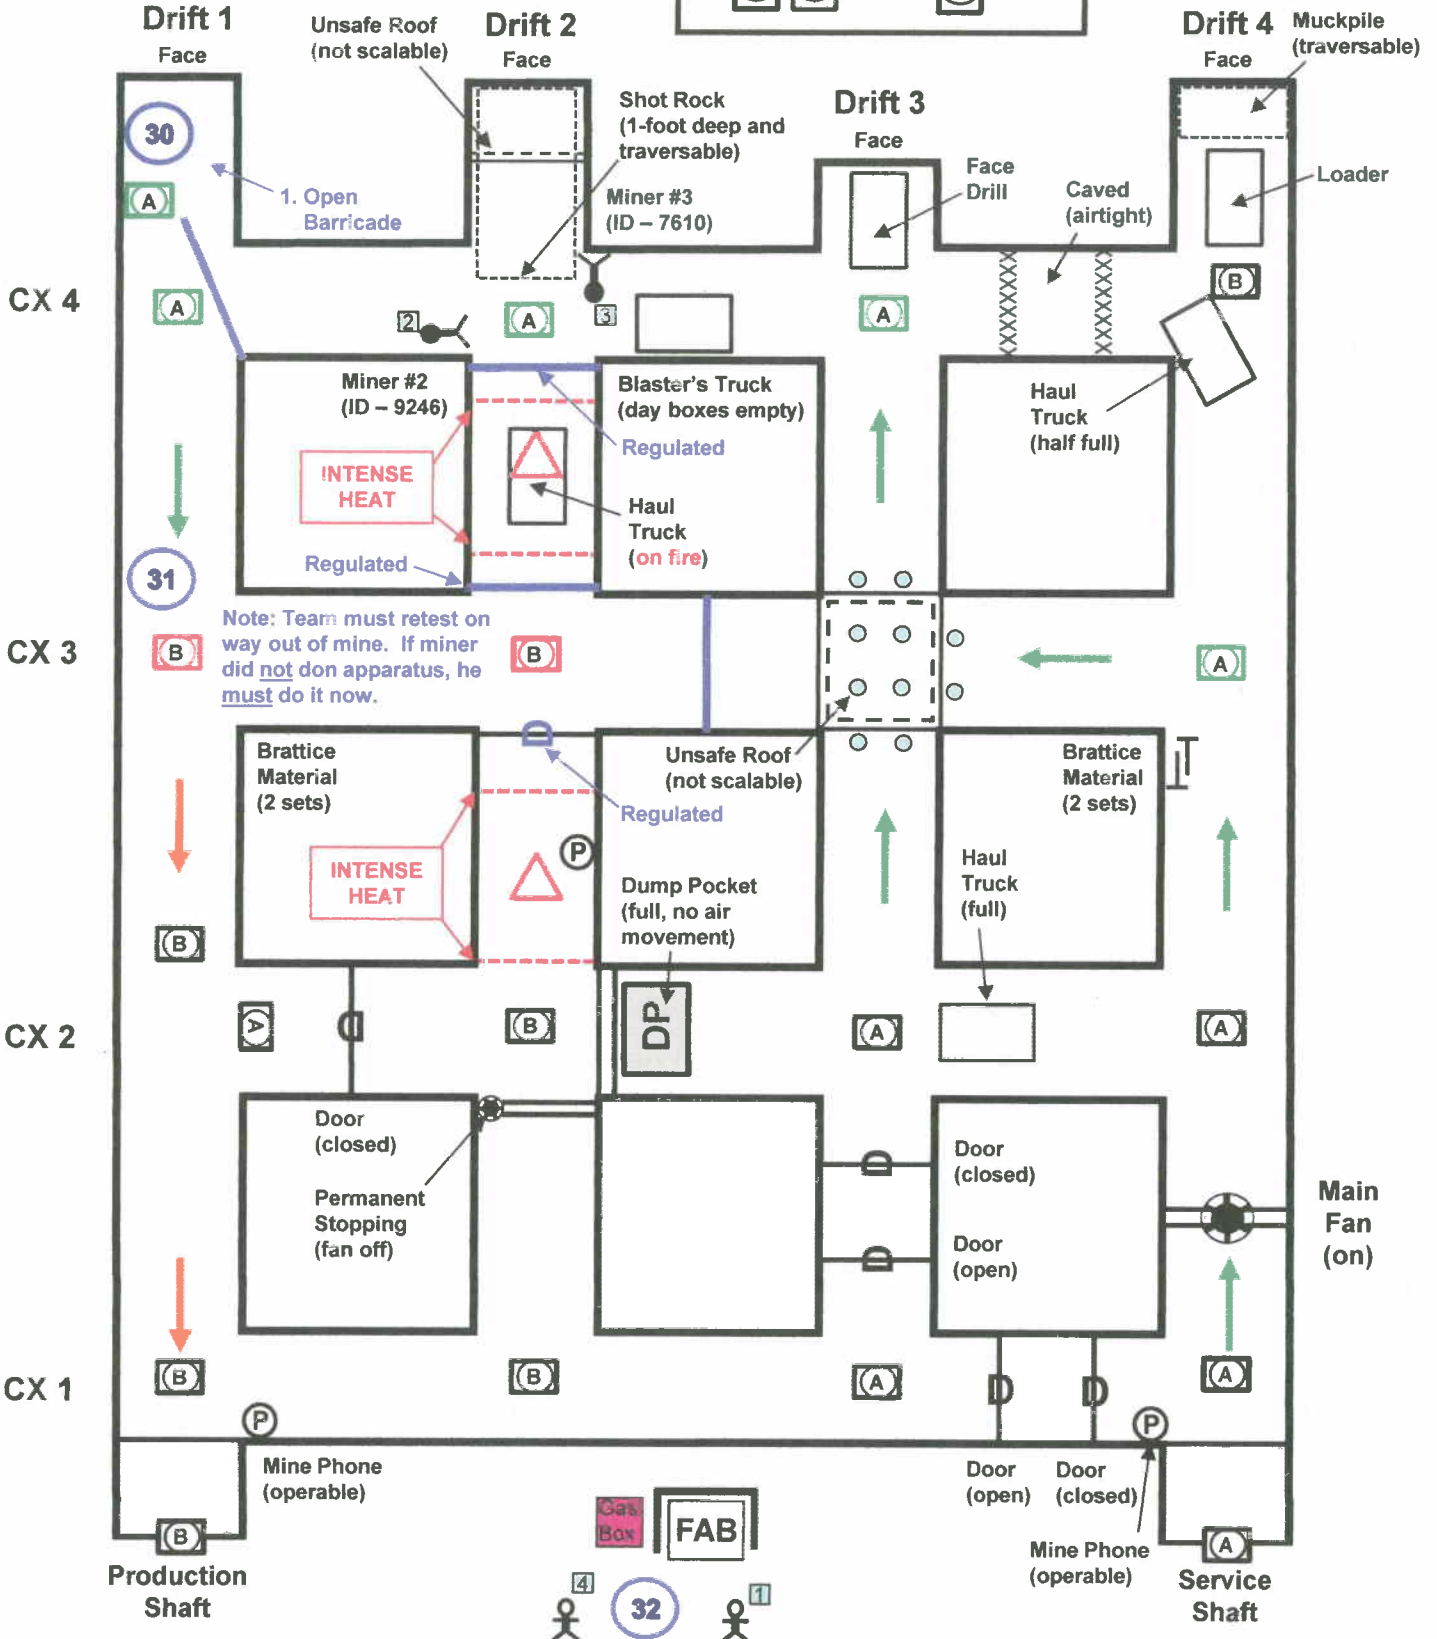 Drift 1
Face
Unsafe Roof
(not scalable)
Drift 2
Face
Drift 4
Face
Muckpile
(traversable)
30
A
1. Open
Barricade
Shot Rock
(1-foot deep and
traversable)
Miner #3
(ID – 7610)
Drift 3
Face
Face
Drill
Caved
(airtight)
Loader
B
CX 4
A
2
A
3
A
Miner #2
(ID – 9246)
Blaster's Truck
(day boxes empty)
Regulated
Haul
Truck
(half full)
INTENSE
HEAT
Haul
Truck
(on fire)
Regulated
31
Note: Team must retest on
way out of mine. If miner
did not don apparatus, he
must do it now.
CX 3
B
B
A
Brattice
Material
(2 sets)
Unsafe Roof
(not scalable)
Brattice
Material
(2 sets)
Regulated
P
INTENSE
HEAT
Dump Pocket
(full, no air
movement)
Haul
Truck
(full)
B
CX 2
A
D
B
DP
A
A
Door
(closed)
Permanent
Stopping
(fan off)
D
Door
(closed)
D
Door
(open)
Main
Fan
(on)
CX 1
B
B
A
D
D
A
P
P
Mine Phone
(operable)
Door
(open)
Door
(closed)
Gas
Box
FAB
B
Mine Phone
(operable)
A
Production
Shaft
Service
Shaft
4
32
1